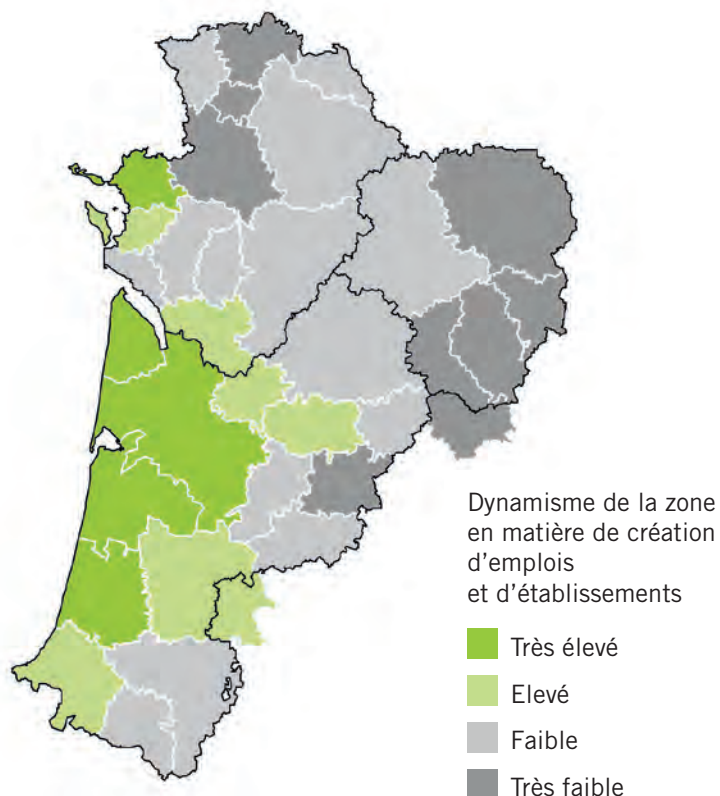 Dynamisme de la zone
en matière de création
d'emplois
et d'établissements
Très élevé
Elevé
Faible
Très faible